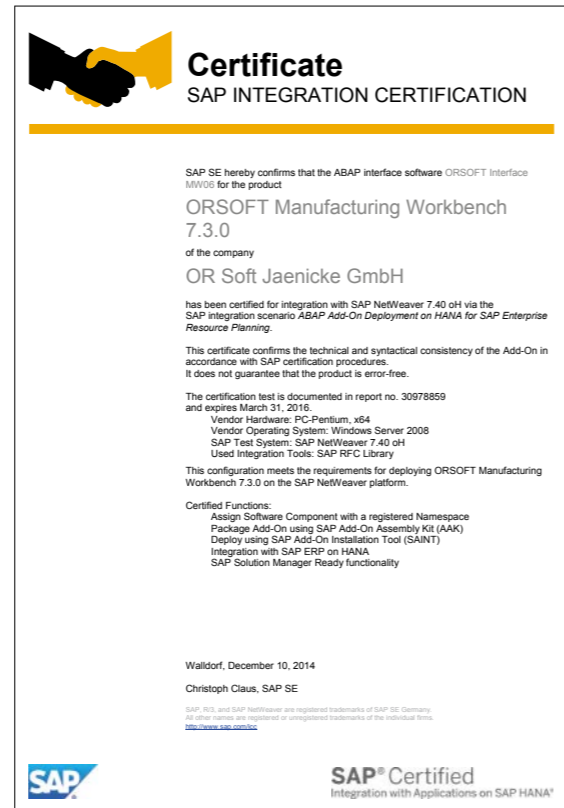 Certificate
SAP INTEGRATION CERTIFICATION
SAP SE hereby confirms that the ABAP interface software ORSOFT Interface
MW06 for the product
ORSOFT Manufacturing Workbench
7.3.0
of the company
OR Soft Jaenicke GmbH
has been certified for integration with SAP NetWeaver 7.40 oH via the
SAP integration scenario ABAP Add-On Deployment on HANA for SAP Enterprise
Resource Planning.
This certificate confirms the technical and syntactical consistency of the Add-On in
accordance with SAP certification procedures.
It does not guarantee that the product is error-free.
The certification test is documented in report no. 30978859
and expires March 31, 2016.
Vendor Hardware: PC-Pentium, x64
Vendor Operating System: Windows Server 2008
SAP Test System: SAP NetWeaver 7.40 oH
Used Integration Tools: SAP RFC Library
This configuration meets the requirements for deploying ORSOFT Manufacturing
Workbench 7.3.0 on the SAP NetWeaver platform.
Certified Functions:
Assign Software Component with a registered Namespace
Package Add-On using SAP Add-On Assembly Kit (AAK)
Deploy using SAP Add-On Installation Tool (SAINT)
Integration with SAP ERP on HANA
SAP Solution Manager Ready functionality
Walldorf, December 10, 2014
Christoph Claus, SAP SE
SAP, R/3, and SAP NetWeaver are registered trademarks of SAP SE Germany.
All other names are registered or unregistered trademarks of the individual firms.
http://www.sap.com/icc
SAP
SAP® Certified
Integration with Applications on SAP HANA®